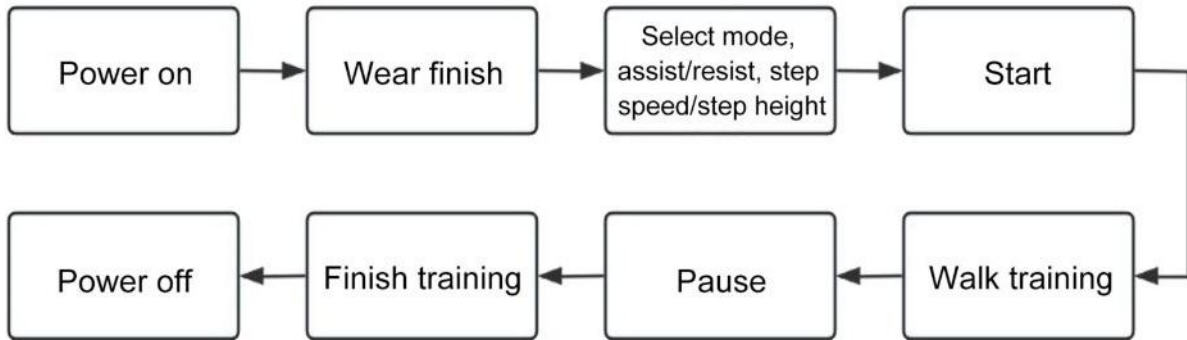 Power on
Wear finish
Select mode,
assist/resist, step
speed/step height
Start
Power off
Finish training
Pause
Walk training